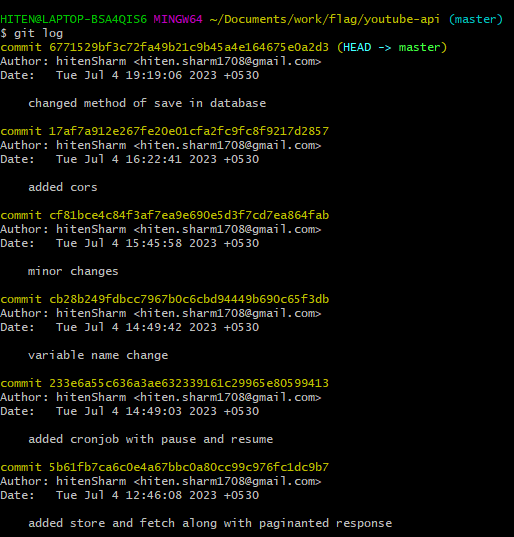 HITEN@LAPTOP-BSA4QIS6 MINGW64 ~/Documents/work/flag/youtube-api (master)
$ git log
commit 6771529bf3c72fa49b21c9b45a4e164675e0a2d3 (HEAD -> master)
Author: hitenSharm <hiten.sharm1708@gmail.com>
Date:   Tue Jul 4 19:19:06 2023 +0530

    changed method of save in database

commit 17af7a912e267fe20e01cfa2fc9fc8f9217d2857
Author: hitenSharm <hiten.sharm1708@gmail.com>
Date:   Tue Jul 4 16:22:41 2023 +0530

    added cors

commit cf81bce4c84f3af7ea9e690e5d3f7cd7ea864fab
Author: hitenSharm <hiten.sharm1708@gmail.com>
Date:   Tue Jul 4 15:45:58 2023 +0530

    minor changes

commit cb28b249fdbcc7967b0c6cbd94449b690c65f3db
Author: hitenSharm <hiten.sharm1708@gmail.com>
Date:   Tue Jul 4 14:49:42 2023 +0530

    variable name change

commit 233e6a55c636a3ae632339161c29965e80599413
Author: hitenSharm <hiten.sharm1708@gmail.com>
Date:   Tue Jul 4 14:49:03 2023 +0530

    added cronjob with pause and resume

commit 5b61fb7ca6c0e4a67bbc0a80cc99c976fc1dc9b7
Author: hitenSharm <hiten.sharm1708@gmail.com>
Date:   Tue Jul 4 12:46:08 2023 +0530

    added store and fetch along with paginanted response